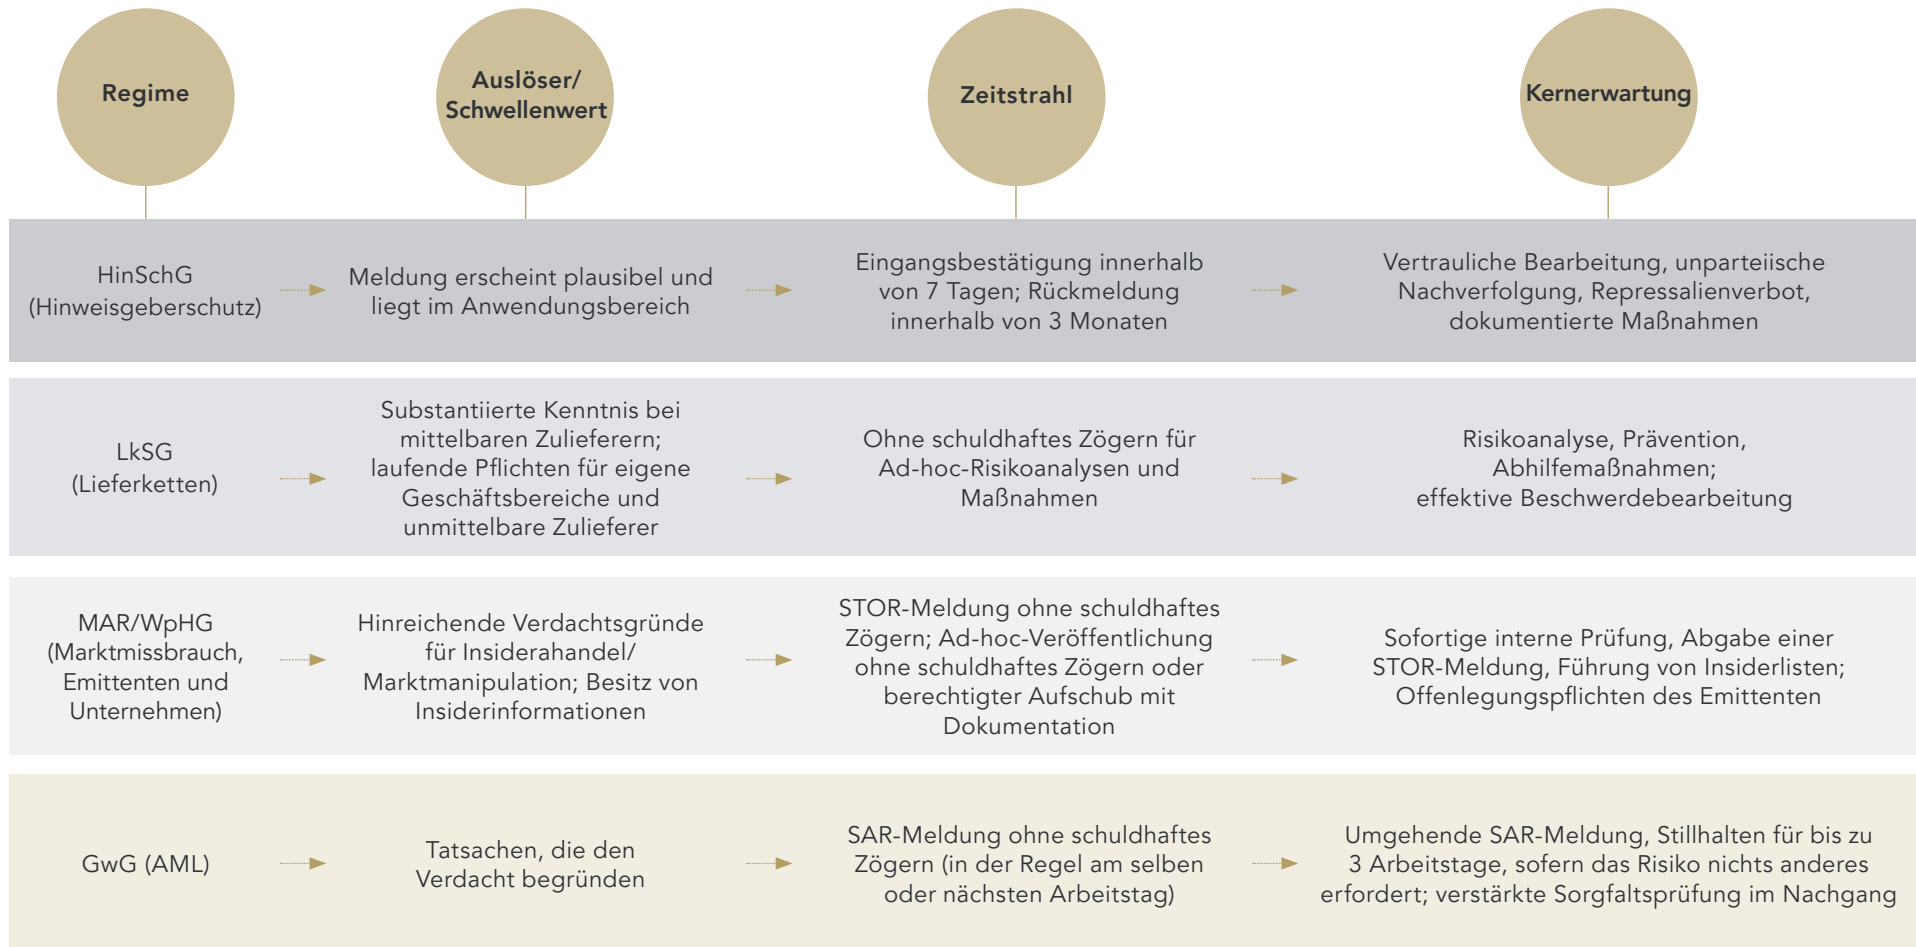 Regime
Auslöser/
Schwellenwert
Zeitstrahl
Kernerwartung
HinSchG
(Hinweisgeberschutz)
Meldung erscheint plausibel und
liegt im Anwendungsbereich
Eingangsbestätigung innerhalb
von 7 Tagen; Rückmeldung
innerhalb von 3 Monaten
Vertrauliche Bearbeitung, unparteiische
Nachverfolgung, Repressalienverbot,
dokumentierte Maßnahmen
LkSG
(Lieferketten)
Substantiierte Kenntnis bei
mittelbaren Zulieferern;
laufende Pflichten für eigene
Geschäftsbereiche und
unmittelbare Zulieferer
Ohne schuldhaftes Zögern für
Ad-hoc-Risikoanalysen und
Maßnahmen
Risikoanalyse, Prävention,
Abhilfemaßnahmen;
effektive Beschwerdebearbeitung
MAR/WpHG
(Marktmissbrauch,
Emittenten und
Unternehmen)
Hinreichende Verdachtsgründe
für Insiderahandel/
Marktmanipulation; Besitz von
Insiderinformationen
STOR-Meldung ohne schuldhaftes
Zögern; Ad-hoc-Veröffentlichung
ohne schuldhaftes Zögern oder
berechtigter Aufschub mit
Dokumentation
Sofortige interne Prüfung, Abgabe einer
STOR-Meldung, Führung von Insiderlisten;
Offenlegungspflichten des Emittenten
GwG (AML)
Tatsachen, die den
Verdacht begründen
SAR-Meldung ohne schuldhaftes
Zögern (in der Regel am selben
oder nächsten Arbeitstag)
Umgehende SAR-Meldung, Stillhalten für bis zu
3 Arbeitstage, sofern das Risiko nichts anderes
erfordert; verstärkte Sorgfaltsprüfung im Nachgang